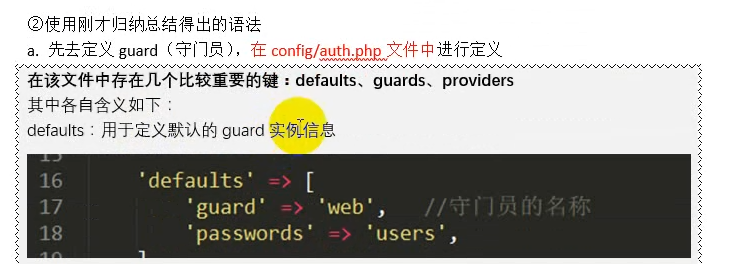 ②使用刚才归纳总结得出的语法
a. 先去定义 guard（守门员），在 config/auth.php 文件中进行定义
在该文件中存在几个比较重要的键：defaults、guards、providers
其中各自含义如下：
defaults：用于定义默认的 guard 实例信息
15
16 'defaults' => [
17 'guard' => 'web', //守门员的名称
18 'passwords' => 'users',